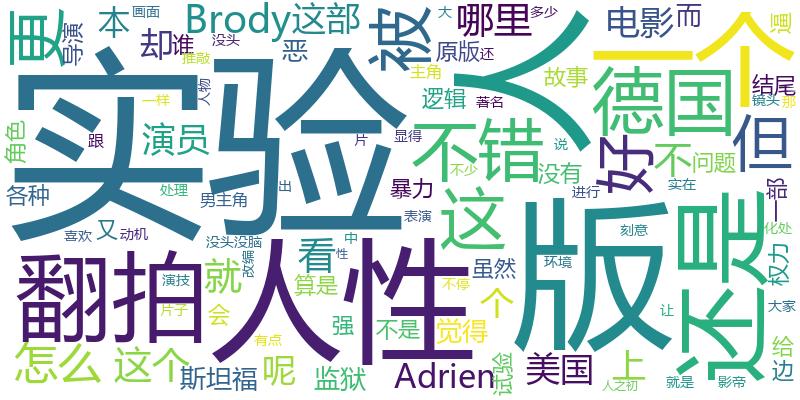 更
导演
本
画面
却
谁
没头
推敲
恶
Brody
这部
大
多少
被
哪里
原版
还
电影
而
逼
人
一个
主角
逻辑
故事
著名
德国
结尾
镜头
那
实验
人物
一样
跟
演员
角色
各种
处理
男主角
片
显得
暴力
出
表演
不错
说
不少
没有
好
不
问题
但
一部
进行
实在
化处
权力
大家
给
边
翻拍
喜欢
又
动机
没头没脑
改编
中
性
人性
看
就
会
算是
演技
片子
有点
不停
这
虽然
个
觉得
强
不是
版
刻意
环境
让
还是
怎么
这个
斯坦福
呢
监狱
Adrien
试验
美国
人之初
上
就是
影帝